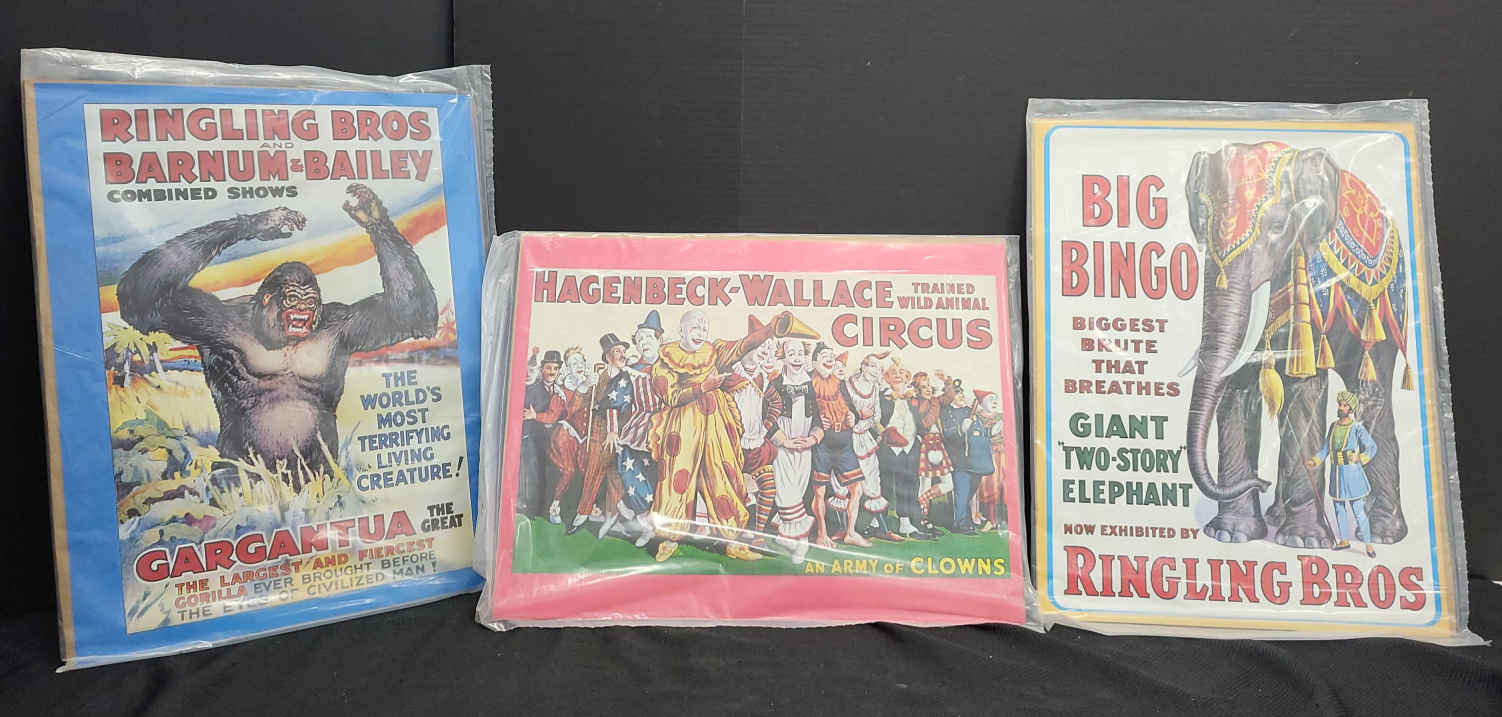 RINGLING BROS
AND
BARNUM & BAILEY
COMBINED SHOWS
THE
WORLD'S
MOST
TERRIFYING
LIVING
CREATURE!
GARGANTUA THE GREAT
THE LARGEST AND FIERCEST
GORILLA EVER BROUGHT BEFORE
THE EYES OF CIVILIZED MAN!
HAGENBECK-WALLACE TRAINED WILD ANIMAL
CIRCUS
AN ARMY OF CLOWNS
BIG
BINGO
BIGGEST
BRUTE
THAT
BREATHES
GIANT
"TWO-STORY"
ELEPHANT
NOW EXHIBITED BY
RINGLING BROS